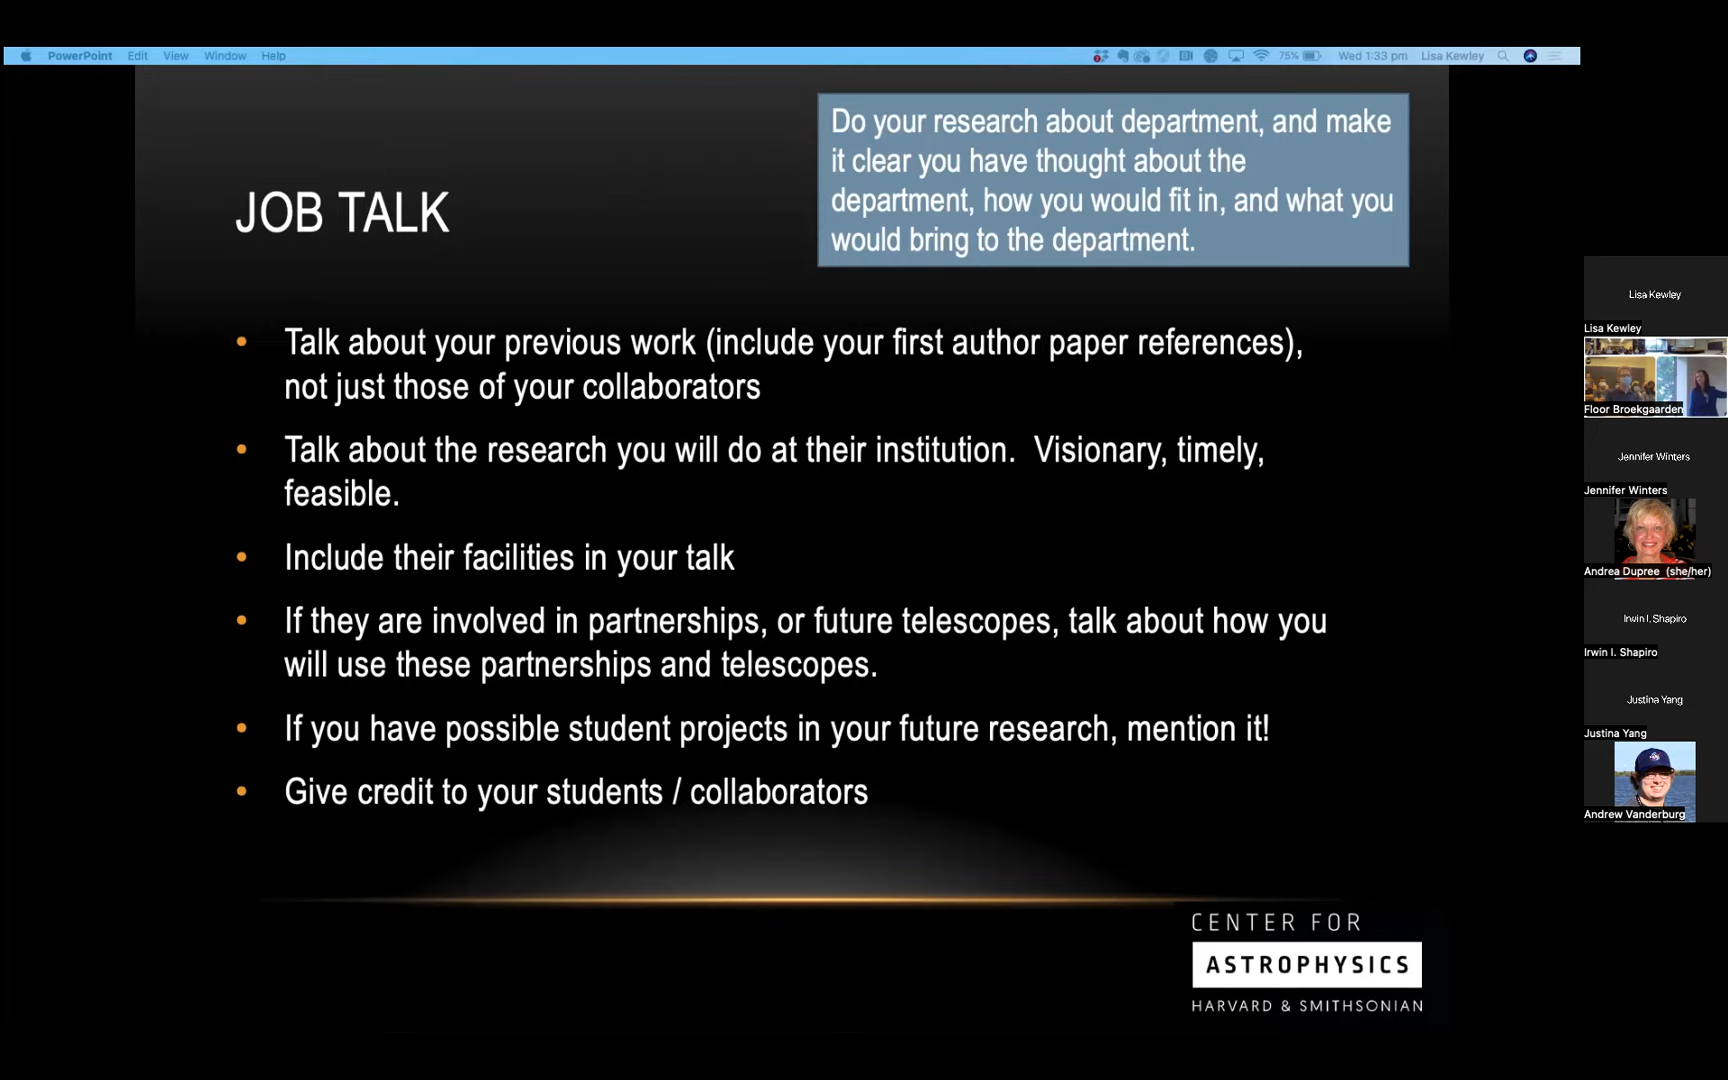 PowerPoint Edit View Window Help 75% Wed 1:33 pm Lisa Kewley
Do your research about department, and make
it clear you have thought about the
department, how you would fit in, and what you
would bring to the department.
JOB TALK
• Talk about your previous work (include your first author paper references),
not just those of your collaborators
• Talk about the research you will do at their institution. Visionary, timely,
feasible.
• Include their facilities in your talk
• If they are involved in partnerships, or future telescopes, talk about how you
will use these partnerships and telescopes.
• If you have possible student projects in your future research, mention it!
• Give credit to your students / collaborators
CENTER FOR
ASTROPHYSICS
HARVARD & SMITHSONIAN
Lisa Kewley
Lisa Kewley
Floor Broekgaarden
Jennifer Winters
Jennifer Winters
Andrea Dupree (she/her)
Irwin I. Shapiro
Irwin I. Shapiro
Justina Yang
Justina Yang
Andrew Vanderburg